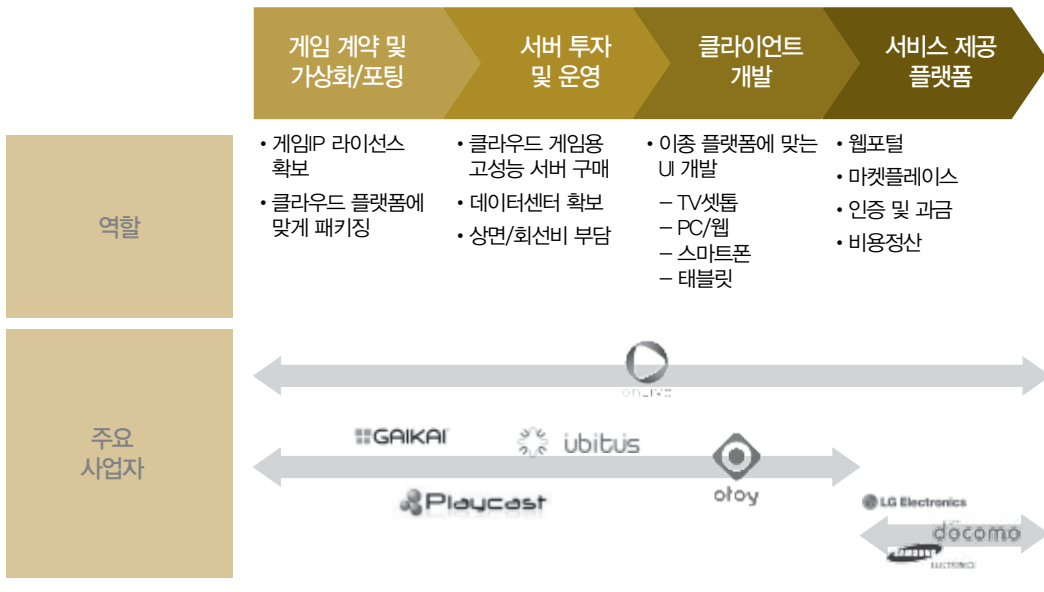 게임 계약 및
가상화/포팅
서버 투자
및 운영
클라이언트
개발
서비스 제공
플랫폼
역할
• 게임IP 라이선스
확보
• 클라우드 플랫폼에
맞게 패키징
• 클라우드 게임용
고성능 서버 구매
• 데이터센터 확보
• 상면/회선비 부담
• 이종 플랫폼에 맞는
UI 개발
– TV셋톱
– PC/웹
– 스마트폰
– 태블릿
• 웹포털
• 마켓플레이스
• 인증 및 과금
• 비용정산
주요
사업자
onLIVE
GAIKAI
ubitus
Playcast
otoy
LG Electronics
docomo
SAMSUNG
ELECTRONICS